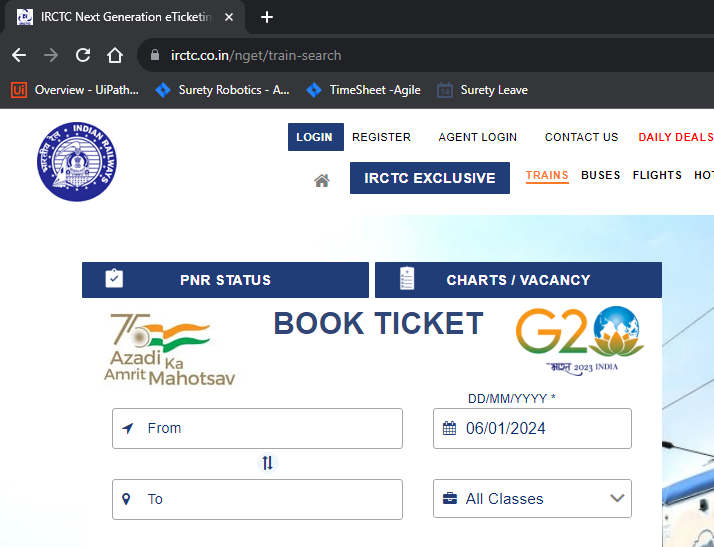 IRCTC Next Generation eTicketin
irctc.co.in/nget/train-search
Overview - UiPath... Surety Robotics - A... TimeSheet -Agile Surety Leave
LOGIN REGISTER AGENT LOGIN CONTACT US DAILY DEALS
भारतीय रेल INDIAN RAILWAYS
IRCTC EXCLUSIVE TRAINS BUSES FLIGHTS HOT
PNR STATUS CHARTS / VACANCY
BOOK TICKET
75
Azadi Ka
Amrit Mahotsav
G20
भारत 2023 INDIA
DD/MM/YYYY *
From 06/01/2024
To All Classes